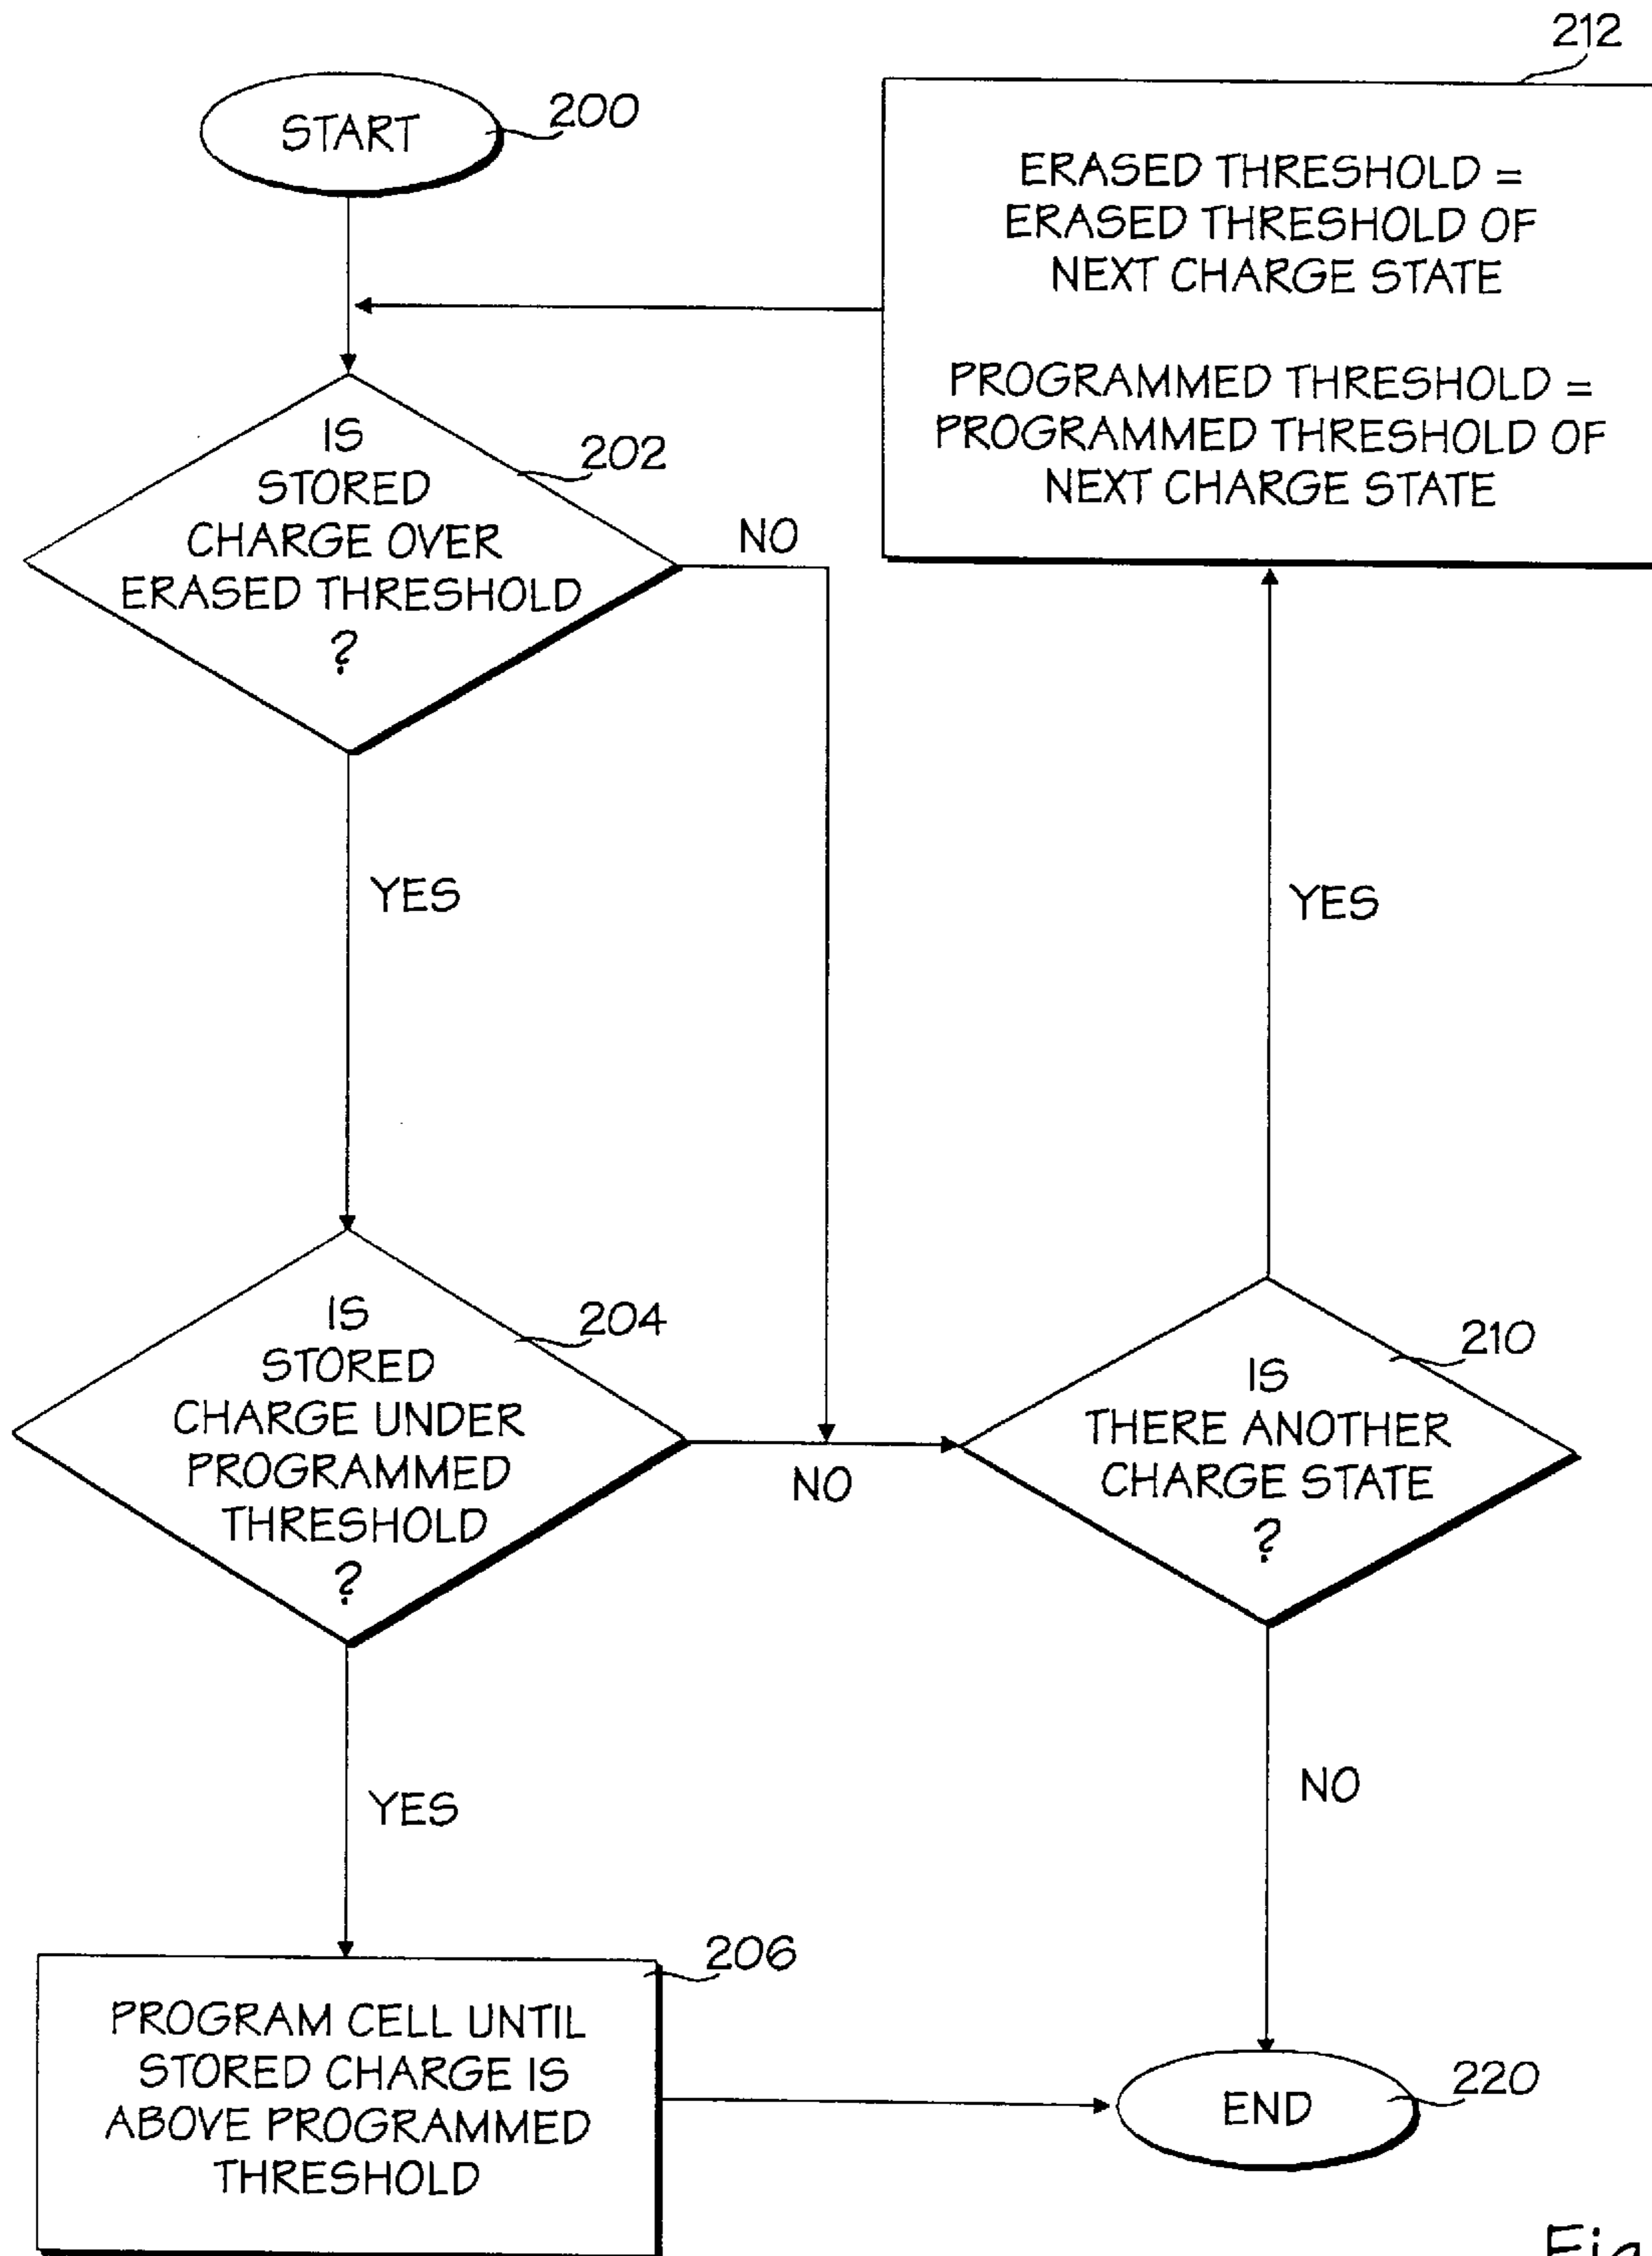 212
START
200
ERASED THRESHOLD =
ERASED THRESHOLD OF
NEXT CHARGE STATE
PROGRAMMED THRESHOLD =
PROGRAMMED THRESHOLD OF
NEXT CHARGE STATE
IS
STORED
CHARGE OVER
ERASED THRESHOLD
?
202
NO
YES
YES
IS
STORED
CHARGE UNDER
PROGRAMMED
THRESHOLD
?
204
NO
IS
THERE ANOTHER
CHARGE STATE
?
210
YES
NO
PROGRAM CELL UNTIL
STORED CHARGE IS
ABOVE PROGRAMMED
THRESHOLD
206
END
220
Fig